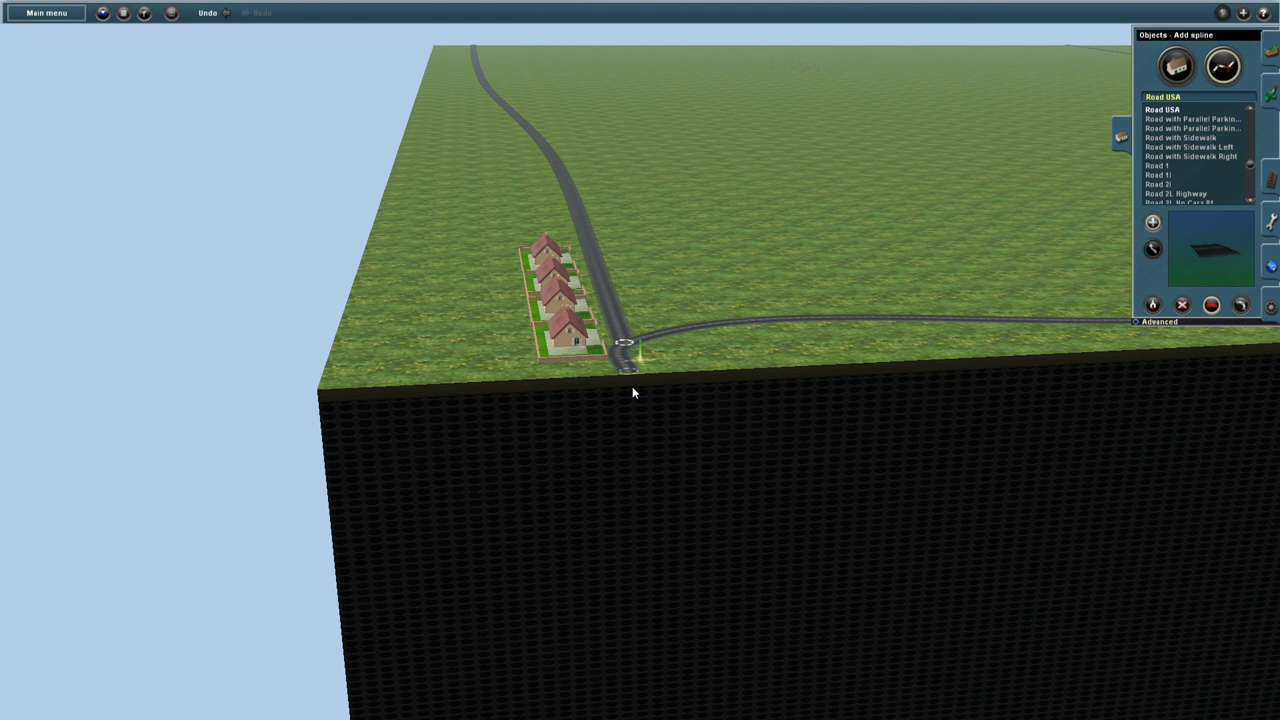 Main menu
Undo
Redo
Objects - Add spline
Road USA
Road USA
Road with Parallel Parkin...
Road with Parallel Parkin...
Road with Sidewalk
Road with Sidewalk Left
Road with Sidewalk Right
Road 1
Road 1l
Road 2l
Road 2L Highway
Advanced